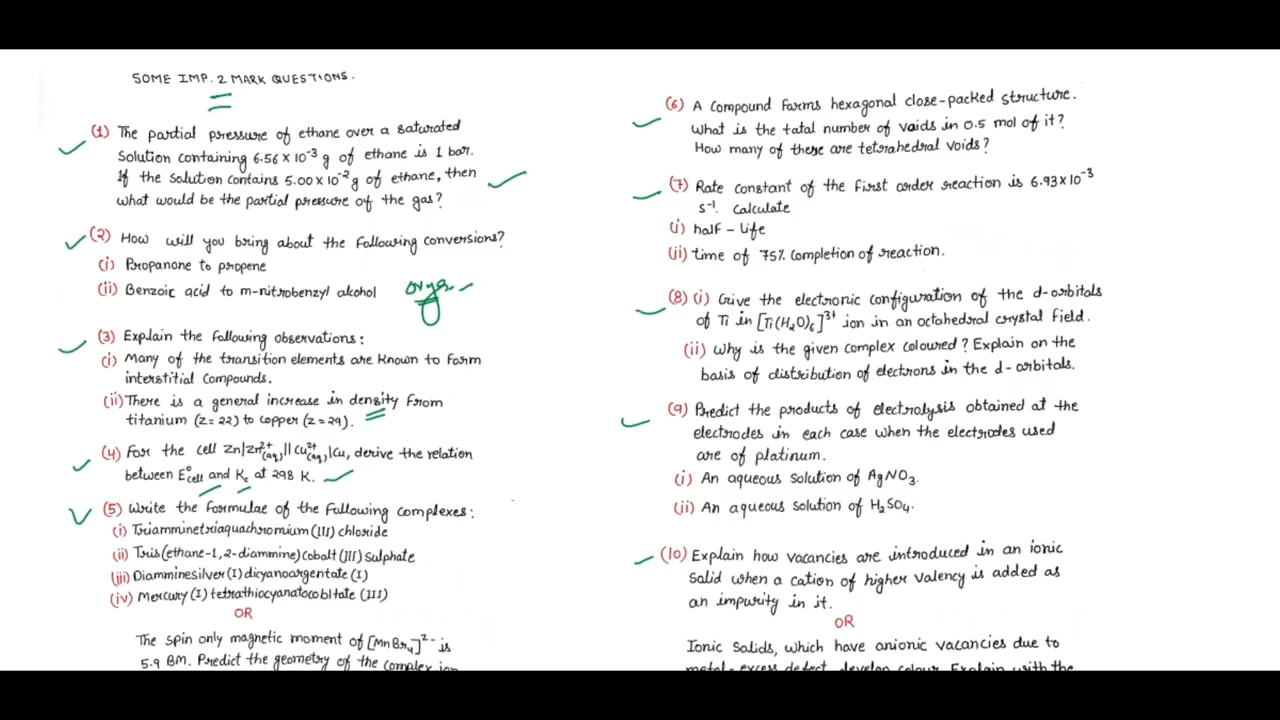 SOME IMP. 2 MARK QUESTIONS.
(1) The partial pressure of ethane over a saturated
solution containing 6.56 × 10⁻³ g of ethane is 1 bar.
If the solution contains 5.00 × 10⁻² g of ethane, then
what would be the partial pressure of the gas?
(2) How will you bring about the following conversions?
(i) Propanone to propene
(ii) Benzoic acid to m-nitrobenzyl alcohol
(3) Explain the following observations:
(i) Many of the transition elements are known to form
interstitial compounds.
(ii) There is a general increase in density from
titanium (z = 22) to copper (z = 29).
(4) For the cell Zn|Zn²⁺(aq)||Cu²⁺(aq)|Cu, derive the relation
between E°cell and Kc at 298 K.
(5) Write the formulae of the following complexes:
(i) Triamminetriaquachromium (III) chloride
(ii) Tris(ethane-1,2-diammine)cobalt (III) sulphate
(iii) Diamminesilver (I) dicyanoargentate (I)
(iv) Mercury (I) tetrathiocyanatocobltate (III)
OR
The spin only magnetic moment of [MnBr₄]²⁻ is
5.9 BM. Predict the geometry of the complex ion
(6) A compound forms hexagonal close-packed structure.
What is the total number of voids in 0.5 mol of it?
How many of these are tetrahedral voids?
(7) Rate constant of the first order reaction is 6.93 × 10⁻³
s⁻¹. calculate
(i) half - life
(ii) time of 75% completion of reaction.
(8) (i) Give the electronic configuration of the d-orbitals
of Ti in [Ti(H₂O)₆]³⁺ ion in an octahedral crystal field.
(ii) Why is the given complex coloured? Explain on the
basis of distribution of electrons in the d-orbitals.
(9) Predict the products of electrolysis obtained at the
electrodes in each case when the electrodes used
are of platinum.
(i) An aqueous solution of AgNO₃.
(ii) An aqueous solution of H₂SO₄.
(10) Explain how vacancies are introduced in an ionic
solid when a cation of higher valency is added as
an impurity in it.
OR
Ionic solids, which have anionic vacancies due to
metal-excess defect, develop colour. Explain with the